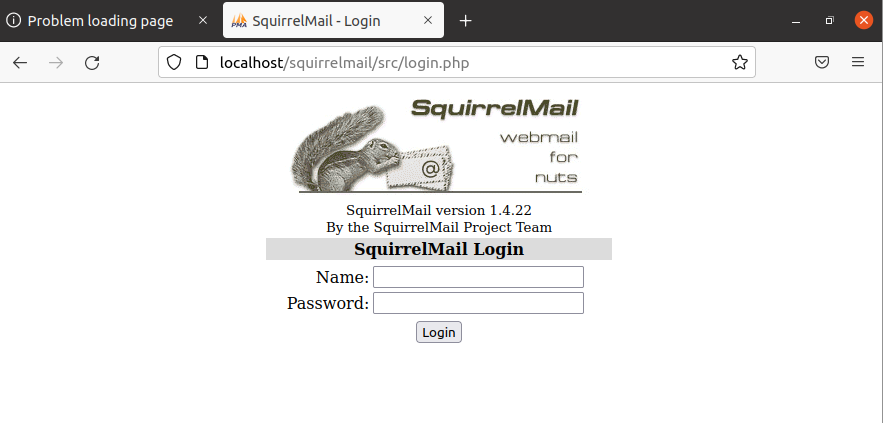 Problem loading page
PMA SquirrelMail - Login
localhost/squirrelmail/src/login.php
SquirrelMail
webmail
for
nuts
@
SquirrelMail version 1.4.22
By the SquirrelMail Project Team
SquirrelMail Login
Name:
Password:
Login